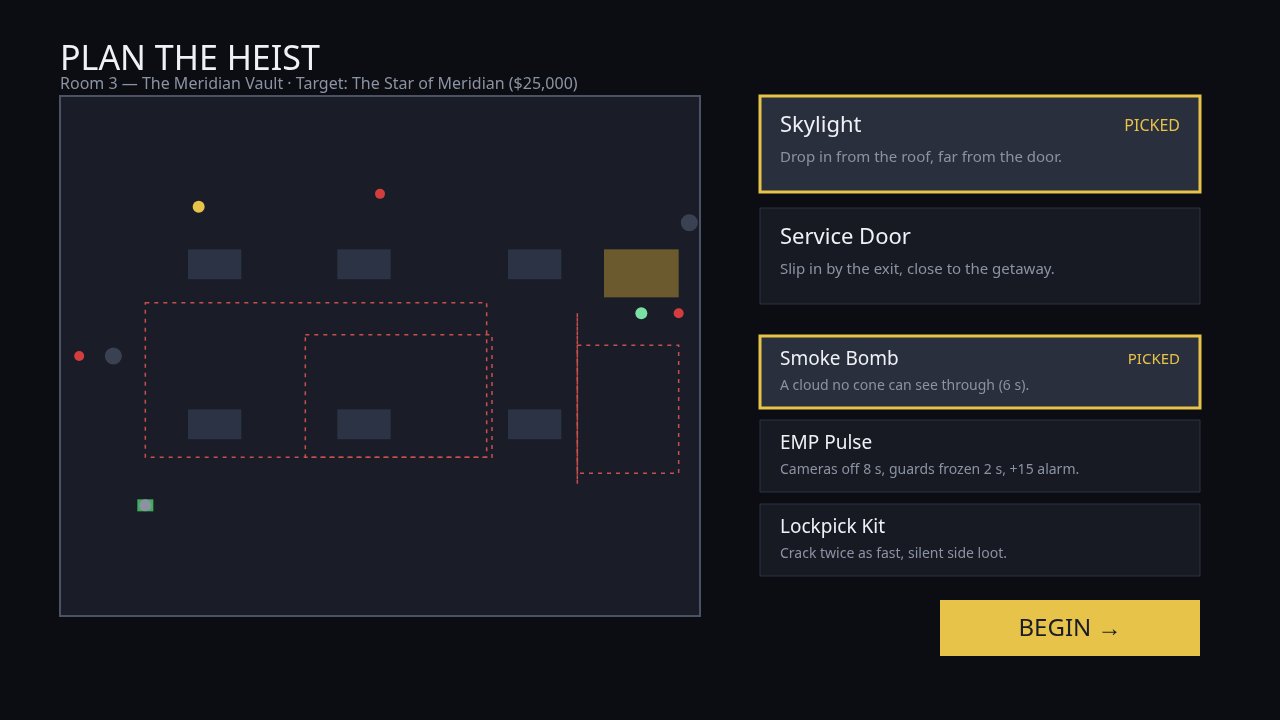 PLAN THE HEIST
Room 3 — The Meridian Vault · Target: The Star of Meridian ($25,000)
Skylight
PICKED
Drop in from the roof, far from the door.
Service Door
Slip in by the exit, close to the getaway.
Smoke Bomb
PICKED
A cloud no cone can see through (6 s).
EMP Pulse
Cameras off 8 s, guards frozen 2 s, +15 alarm.
Lockpick Kit
Crack twice as fast, silent side loot.
BEGIN →